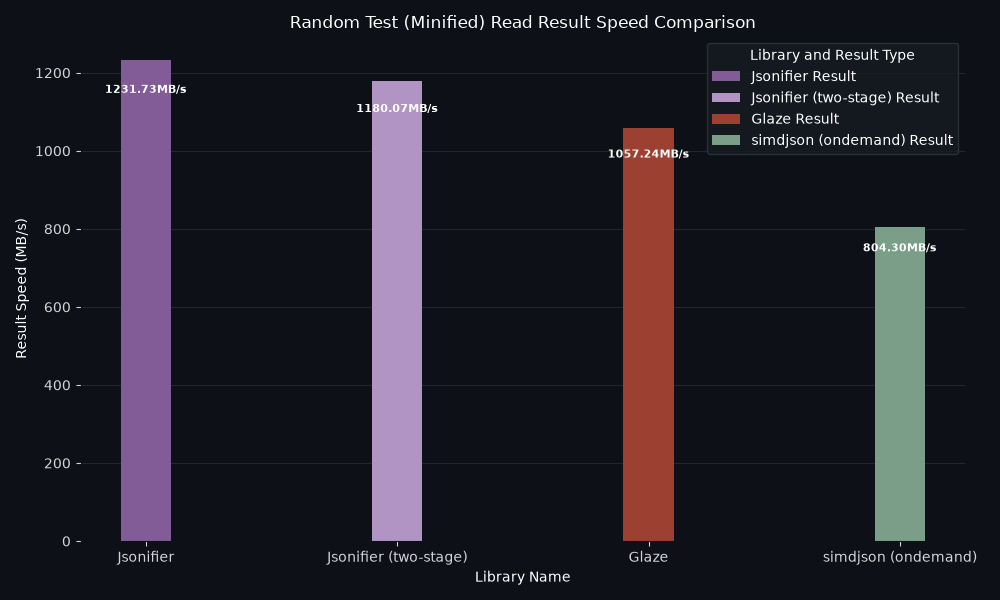 Random Test (Minified) Read Result Speed Comparison
Library and Result Type
Jsonifier Result
Jsonifier (two-stage) Result
Glaze Result
simdjson (ondemand) Result
1231.73MB/s
1180.07MB/s
1057.24MB/s
804.30MB/s
Result Speed (MB/s)
1200
1000
800
600
400
200
0
Jsonifier
Jsonifier (two-stage)
Glaze
simdjson (ondemand)
Library Name